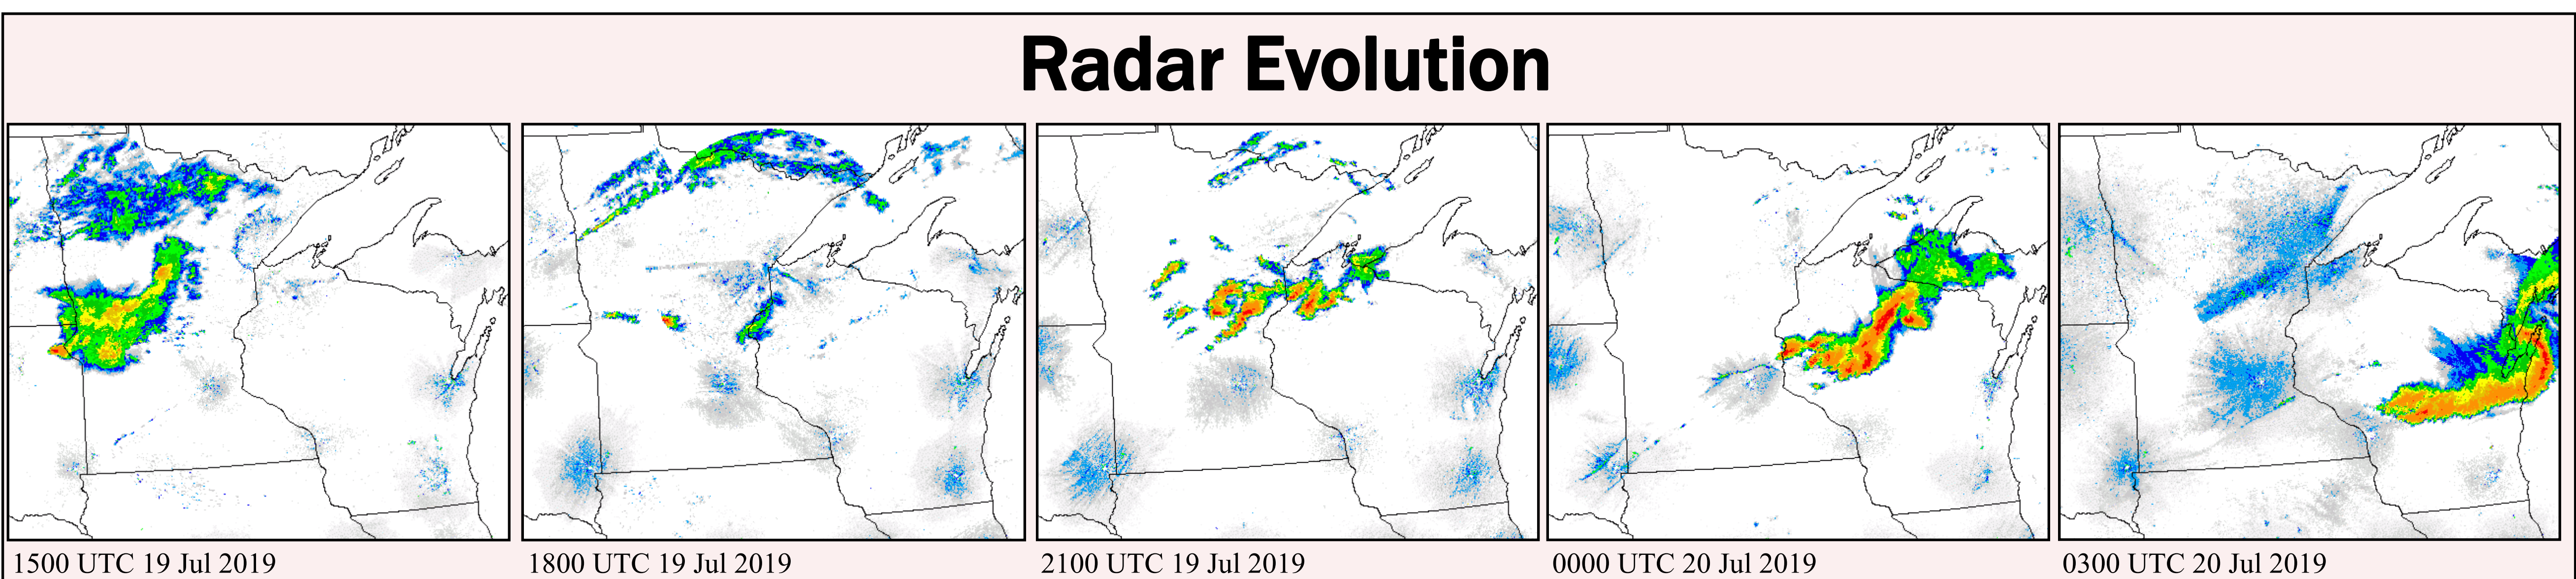 Radar Evolution
1500 UTC 19 Jul 2019
1800 UTC 19 Jul 2019
2100 UTC 19 Jul 2019
0000 UTC 20 Jul 2019
0300 UTC 20 Jul 2019